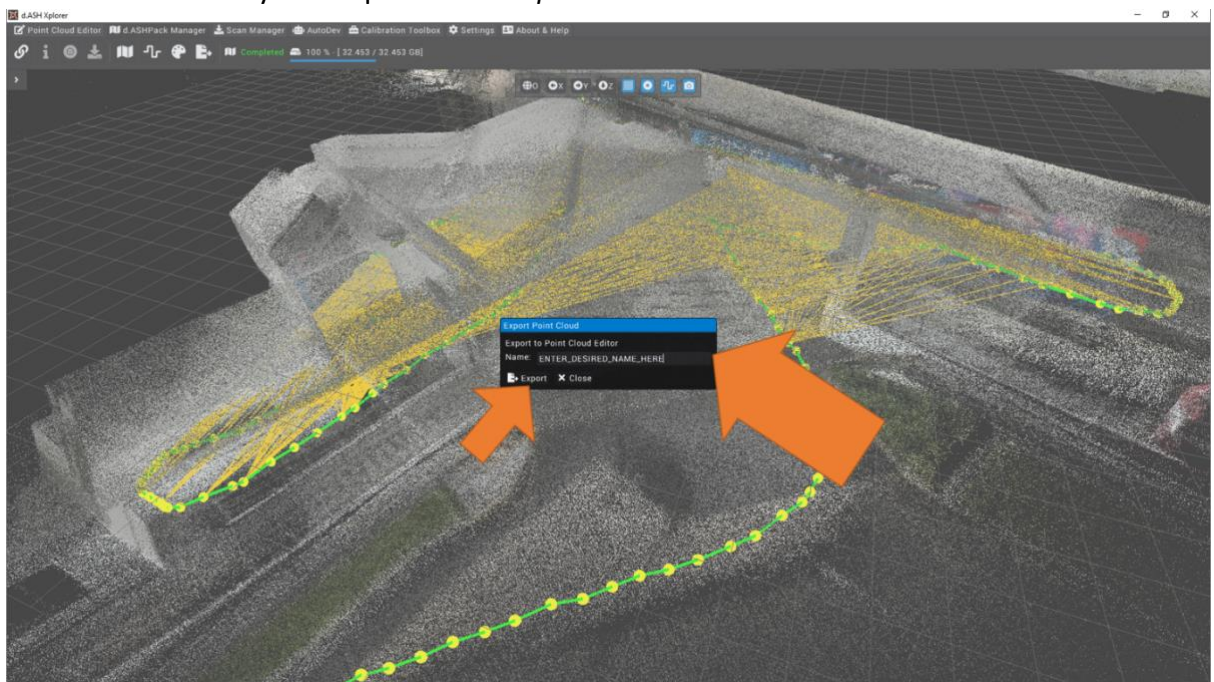 d.ASH Xplorer
Point Cloud Editor d.ASHPack Manager Scan Manager AutoDev Calibration Toolbox Settings About & Help
Completed 100 % - [ 32.453 / 32.453 GB]
O X Y Z
Export Point Cloud
Export to Point Cloud Editor
Name: ENTER_DESIRED_NAME_HERE
Export Close